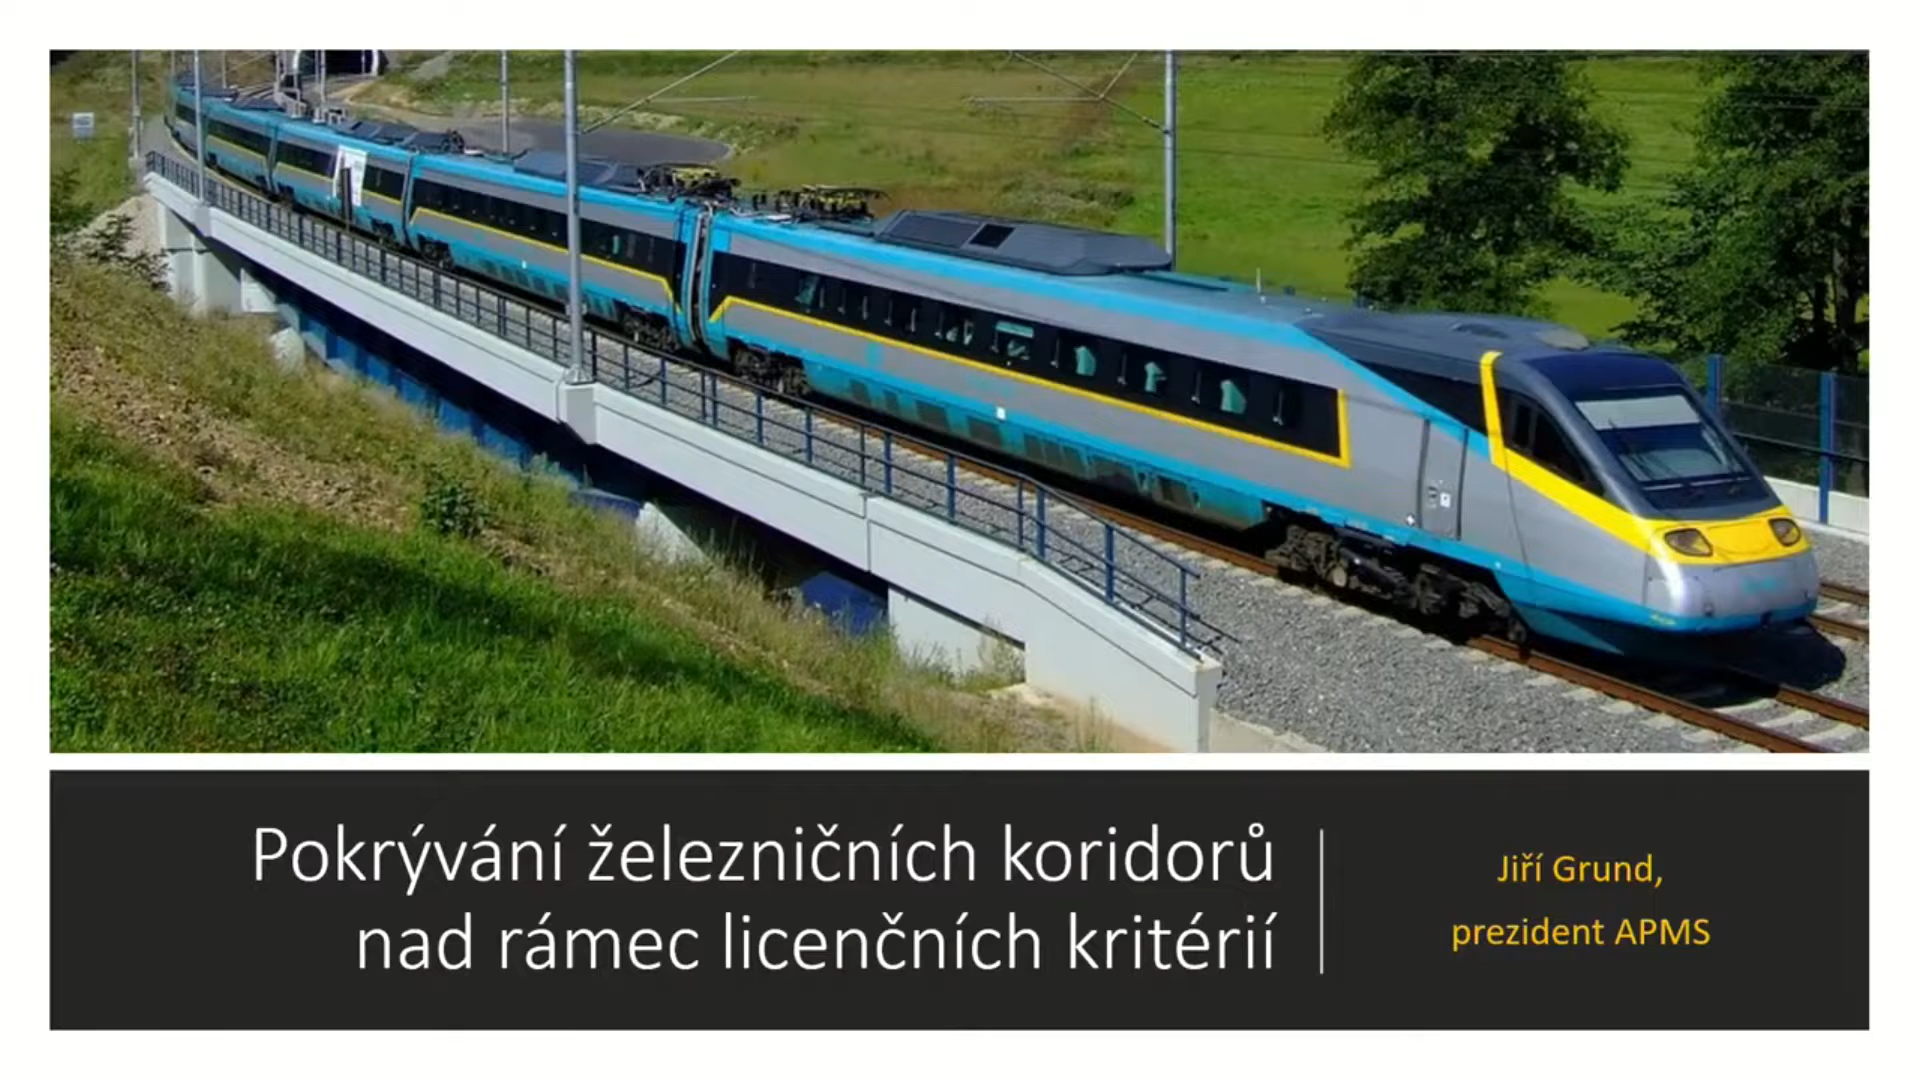 Pokrývání železničních koridorů
nad rámec licenčních kritérií
Jiří Grund,
prezident APMS